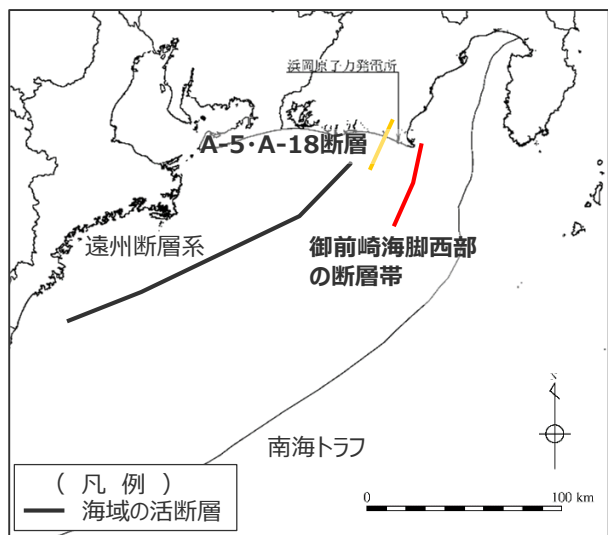 浜岡原子力発電所
A-5･A-18断層
遠州断層系
御前崎海脚西部
の断層帯
南海トラフ
N
( 凡 例 )
海域の活断層
0 100 km